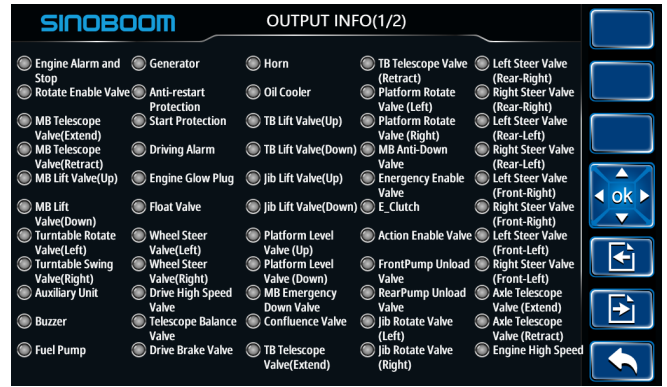 SINOBOOM
OUTPUT INFO(1/2)
Engine Alarm and
Stop
Rotate Enable Valve
MB Telescope
Valve(Extend)
MB Telescope
Valve(Retract)
MB Lift Valve(Up)
MB Lift
Valve(Down)
Turntable Rotate
Valve(Left)
Turntable Swing
Valve(Right)
Auxiliary Unit
Buzzer
Fuel Pump
Generator
Anti-restart
Protection
Start Protection
Driving Alarm
Engine Glow Plug
Float Valve
Wheel Steer
Valve(Left)
Wheel Steer
Valve(Right)
Drive High Speed
Valve
Telescope Balance
Valve
Drive Brake Valve
Horn
Oil Cooler
TB Lift Valve(Up)
TB Lift Valve(Down)
Jib Lift Valve(Up)
Jib Lift Valve(Down)
Platform Level
Valve (Up)
Platform Level
Valve (Down)
MB Emergency
Down Valve
Confluence Valve
TB Telescope
Valve(Extend)
TB Telescope Valve
(Retract)
Platform Rotate
Valve (Left)
Platform Rotate
Valve (Right)
MB Anti-Down
Valve
Energency Enable
Valve
E_Clutch
Action Enable Valve
FrontPump Unload
Valve
RearPump Unload
Valve
Jib Rotate Valve
(Left)
Jib Rotate Valve
(Right)
Left Steer Valve
(Rear-Right)
Right Steer Valve
(Rear-Right)
Left Steer Valve
(Rear-Left)
Right Steer Valve
(Rear-Left)
Left Steer Valve
(Front-Right)
Right Steer Valve
(Front-Right)
Left Steer Valve
(Front-Left)
Right Steer Valve
(Front-Left)
Axle Telescope
Valve (Extend)
Axle Telescope
Valve (Retract)
Engine High Speed
ok